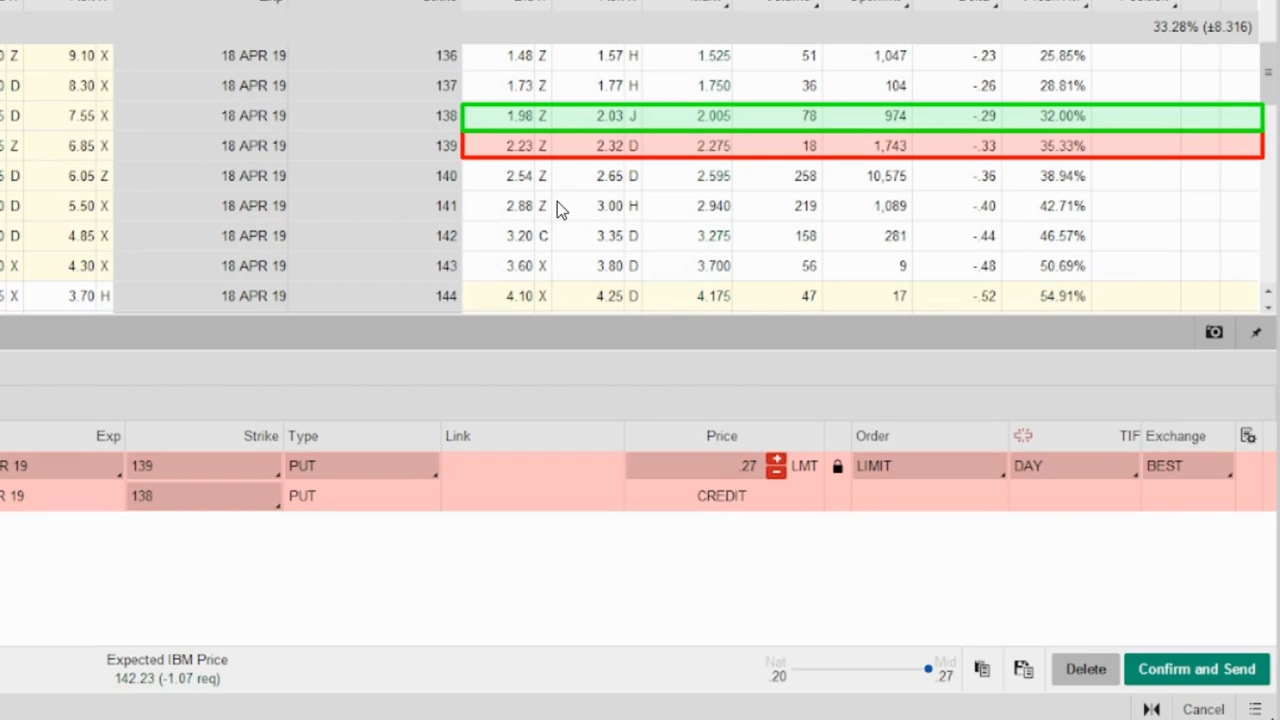 33.28% (±8.316)
Z 9.10 X 18 APR 19 136 1.48 Z 1.57 H 1.525 51 1,047 -.23 25.85%
D 8.30 X 18 APR 19 137 1.73 Z 1.77 H 1.750 36 104 -.26 28.81%
D 7.55 X 18 APR 19 138 1.98 Z 2.03 J 2.005 78 974 -.29 32.00%
Z 6.85 X 18 APR 19 139 2.23 Z 2.32 D 2.275 18 1,743 -.33 35.33%
D 6.05 Z 18 APR 19 140 2.54 Z 2.65 D 2.595 258 10,575 -.36 38.94%
D 5.50 X 18 APR 19 141 2.88 Z 3.00 H 2.940 219 1,089 -.40 42.71%
D 4.85 X 18 APR 19 142 3.20 C 3.35 D 3.275 158 281 -.44 46.57%
X 4.30 X 18 APR 19 143 3.60 X 3.80 D 3.700 56 9 -.48 50.69%
X 3.70 H 18 APR 19 144 4.10 X 4.25 D 4.175 47 17 -.52 54.91%
Exp Strike Type Link Price Order TIF Exchange
R 19 139 PUT .27 LMT LIMIT DAY BEST
R 19 138 PUT CREDIT
Expected IBM Price
142.23 (-1.07 req)
Nat Mid
.20 .27
Delete Confirm and Send
Cancel